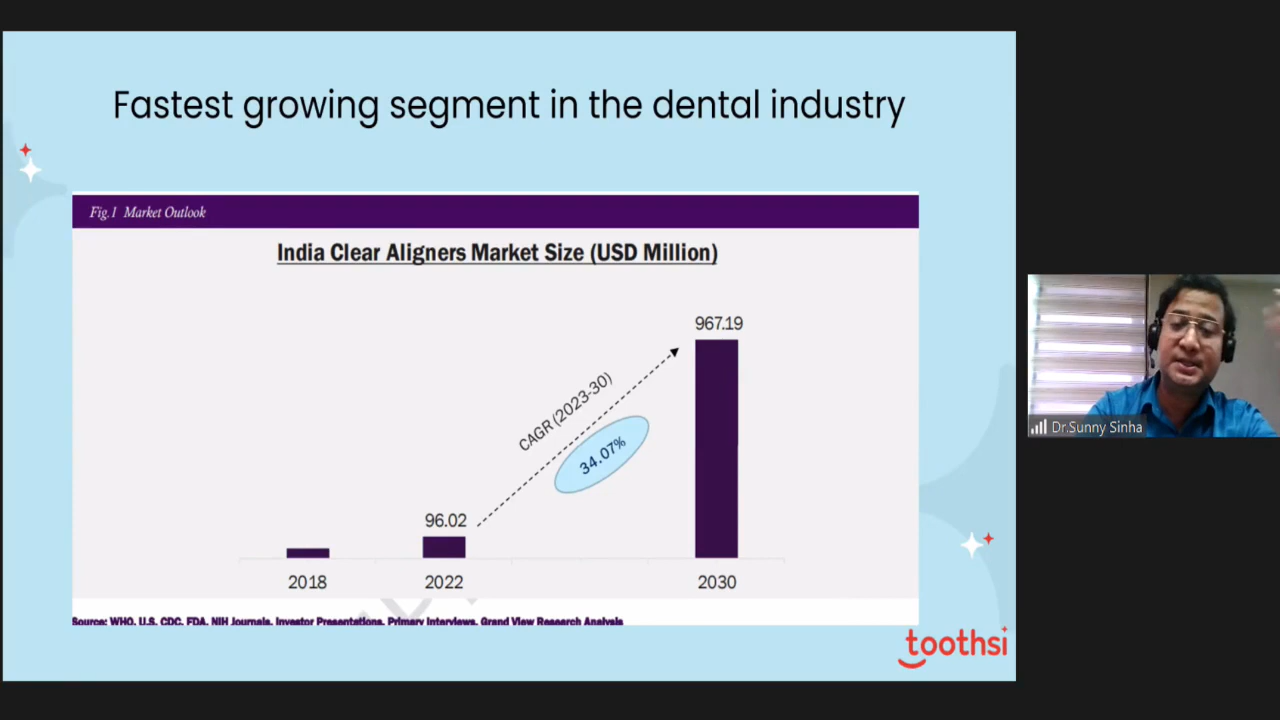 Fastest growing segment in the dental industry
Fig.1 Market Outlook
India Clear Aligners Market Size (USD Million)
967.19
CAGR (2023-30)
34.07%
96.02
2018
2022
2030
Source: WHO, U.S. CDC, FDA, NIH Journals, Investor Presentations, Primary Interviews, Grand View Research Analysis
toothsi
Dr.Sunny Sinha